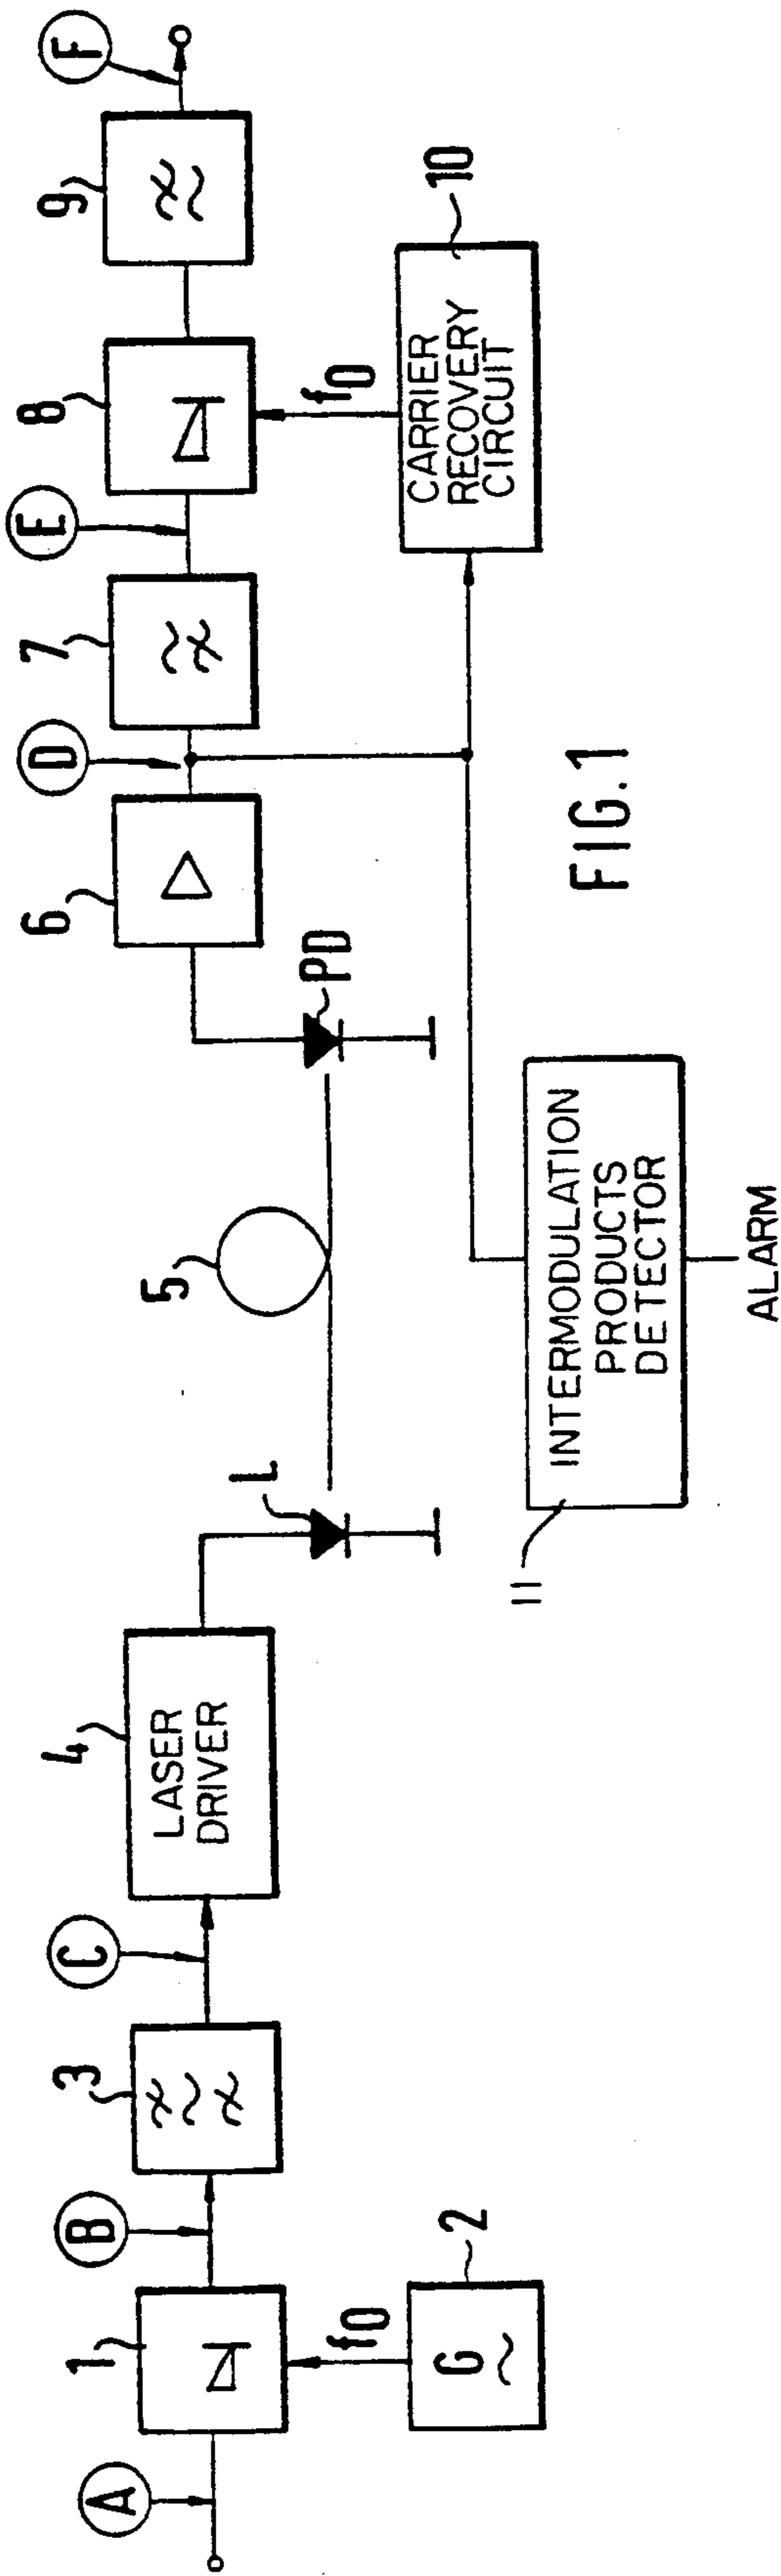 A
1
B
3
C
4
LASER
DRIVER
L
5
PD
6
D
7
E
8
9
F
f0
G
2
f0
CARRIER
RECOVERY
CIRCUIT
10
INTERMODULATION
PRODUCTS
DETECTOR
11
ALARM
FIG.1